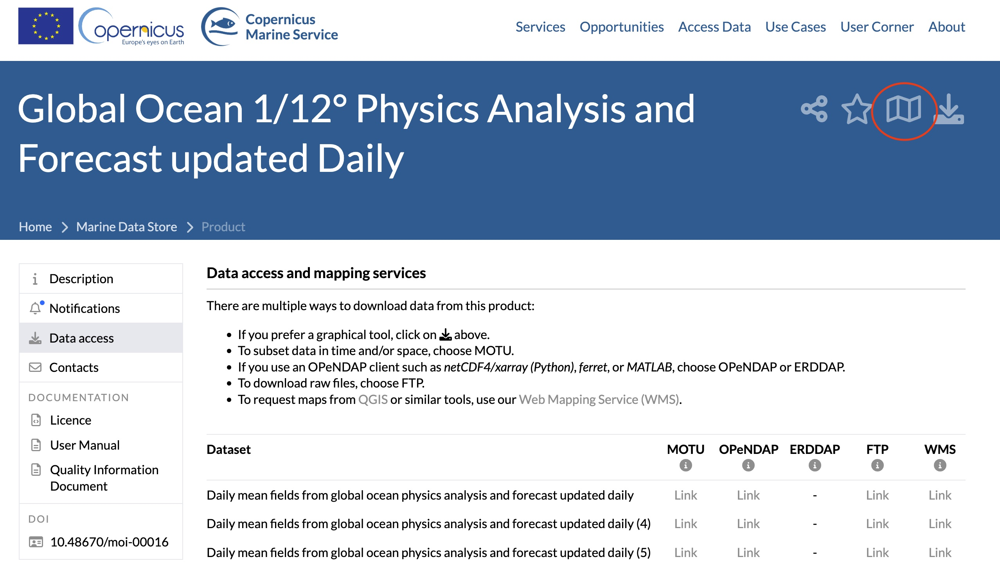 opernicus
Europe's eyes on Earth
Copernicus
Marine Service
Services Opportunities Access Data Use Cases User Corner About
Global Ocean 1/12° Physics Analysis and
Forecast updated Daily
Home Marine Data Store Product
Description
Notifications
Data access
Contacts
DOCUMENTATION
Licence
User Manual
Quality Information
Document
DOI
10.48670/moi-00016
Data access and mapping services
There are multiple ways to download data from this product:
• If you prefer a graphical tool, click on above.
• To subset data in time and/or space, choose MOTU.
• If you use an OPeNDAP client such as netCDF4/xarray (Python), ferret, or MATLAB, choose OPeNDAP or ERDDAP.
• To download raw files, choose FTP.
• To request maps from QGIS or similar tools, use our Web Mapping Service (WMS).
Dataset MOTU OPeNDAP ERDDAP FTP WMS
Daily mean fields from global ocean physics analysis and forecast updated daily Link Link - Link Link
Daily mean fields from global ocean physics analysis and forecast updated daily (4) Link Link - Link Link
Daily mean fields from global ocean physics analysis and forecast updated daily (5) Link Link - Link Link